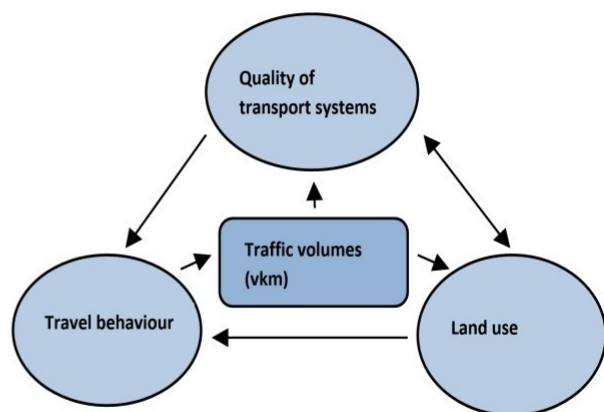 Quality of
transport systems
Traffic volumes
(vkm)
Travel behaviour
Land use